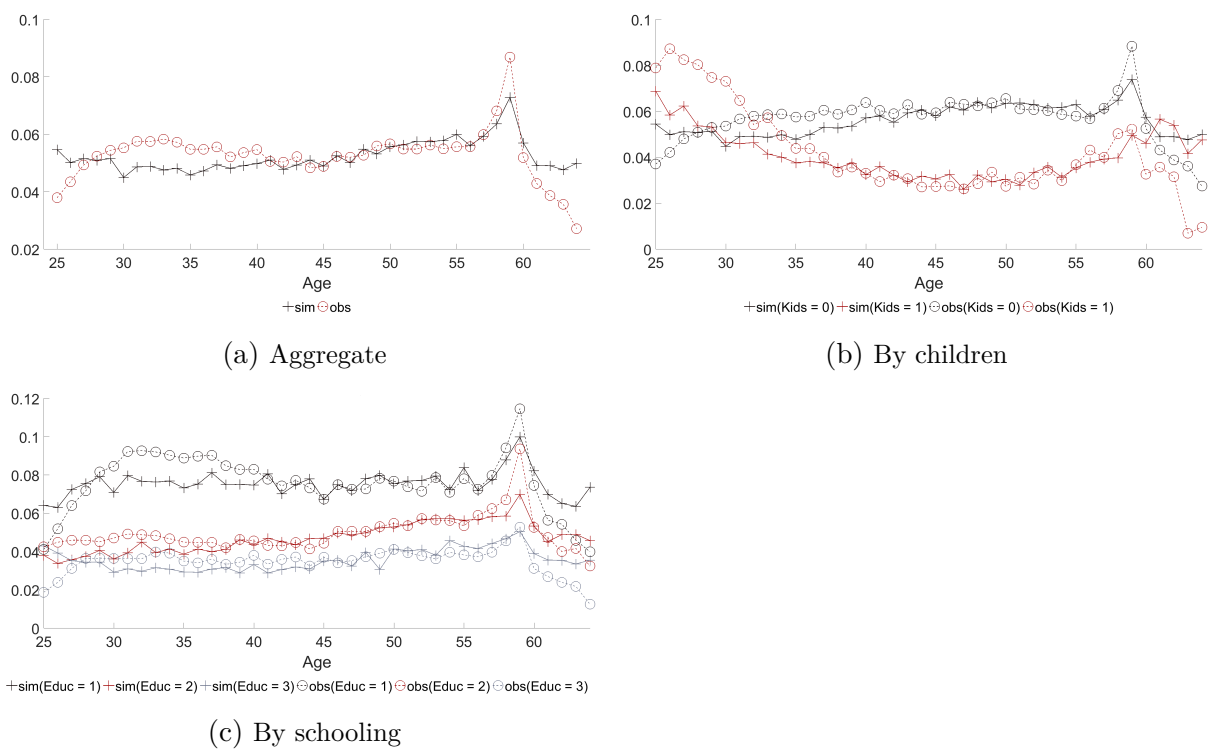 0.1
0.08
0.06
0.04
0.02
25 30 35 40 45 50 55 60
Age
sim obs
(a) Aggregate
0.1
0.08
0.06
0.04
0.02
0
25 30 35 40 45 50 55 60
Age
sim(Kids = 0) sim(Kids = 1) obs(Kids = 0) obs(Kids = 1)
(b) By children
0.12
0.1
0.08
0.06
0.04
0.02
0
25 30 35 40 45 50 55 60
Age
sim(Educ = 1) sim(Educ = 2) sim(Educ = 3) obs(Educ = 1) obs(Educ = 2) obs(Educ = 3)
(c) By schooling